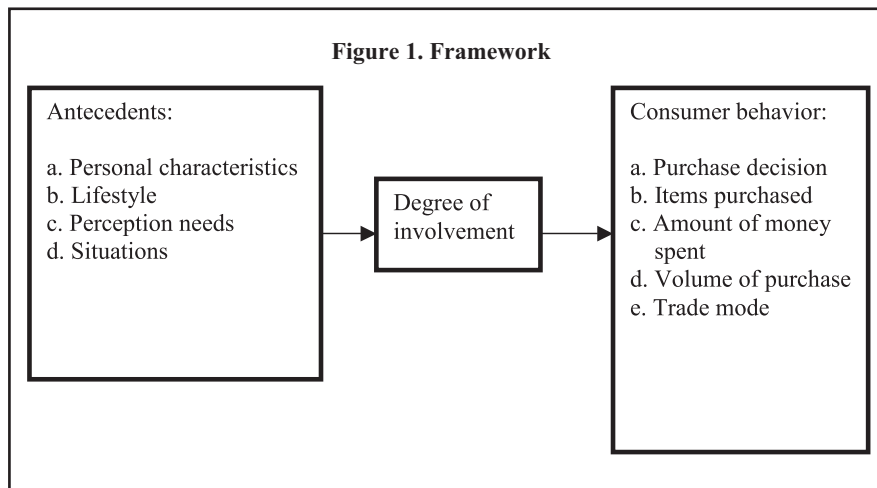 Figure 1. Framework
Antecedents:
a. Personal characteristics
b. Lifestyle
c. Perception needs
d. Situations
Degree of
involvement
Consumer behavior:
a. Purchase decision
b. Items purchased
c. Amount of money
spent
d. Volume of purchase
e. Trade mode